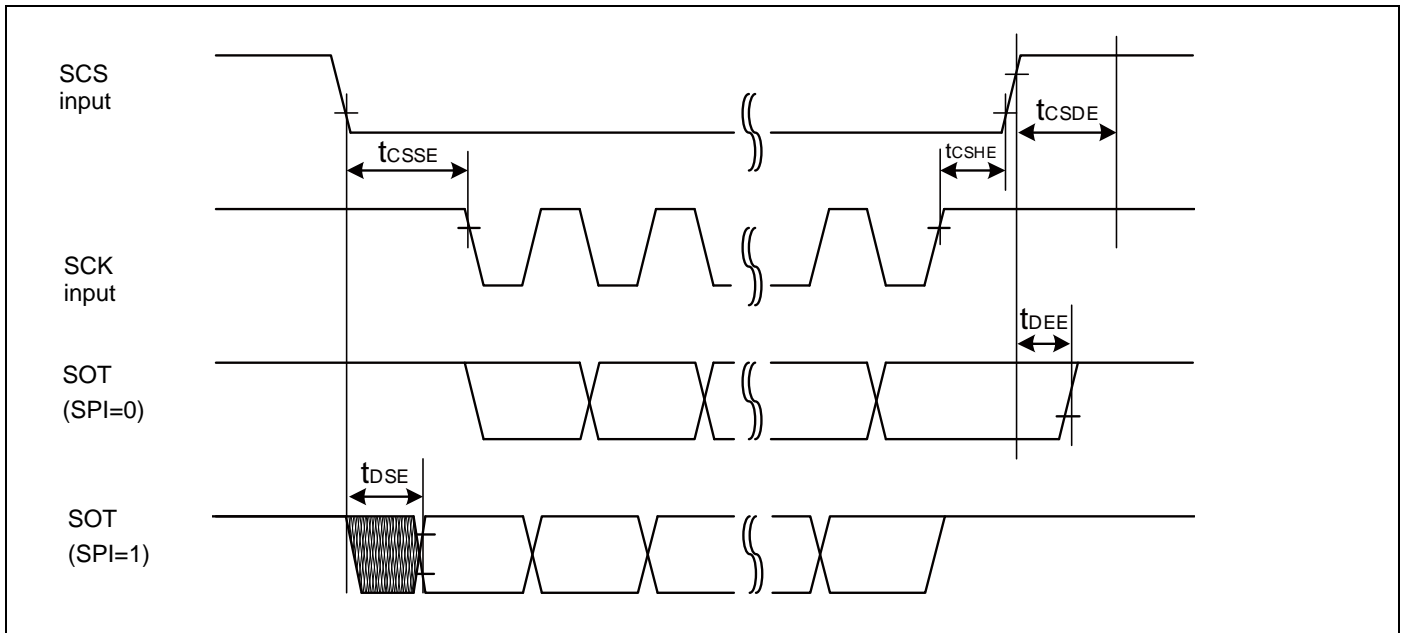 SCS
input
tCSDE
tCSSE
tCSHE
SCK
input
tDEE
SOT
(SPI=0)
tDSE
SOT
(SPI=1)